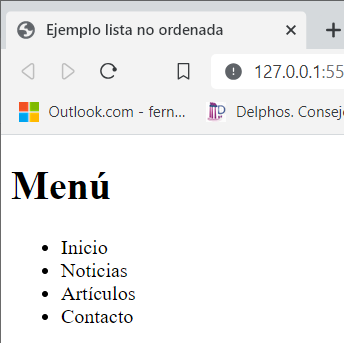 Ejemplo lista no ordenada
127.0.0.1:55
Outlook.com - fern... Delphos. Consej
Menú
Inicio
Noticias
Artículos
Contacto